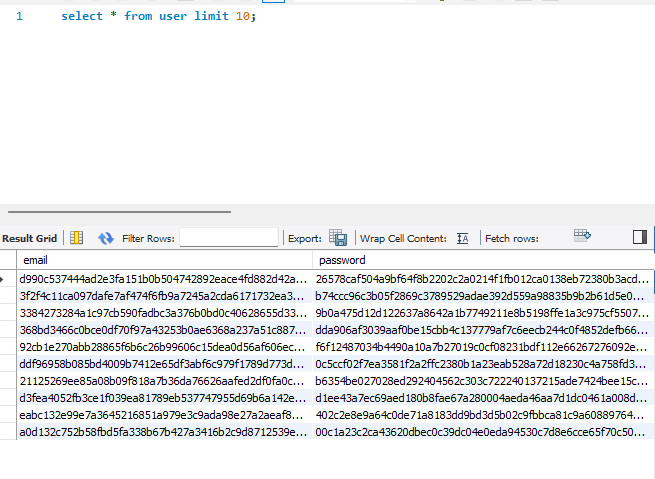 1 select * from user limit 10;
Result Grid Filter Rows: Export: Wrap Cell Content: Fetch rows:
email password
d990c537444ad2e3fa151b0b504742892eace4fd882d42a... 26578caf504a9bf64f8b2202c2a0214f1fb012ca0138eb72380b3acd...
3f2f4c11ca097dafe7af474f6fb9a7245a2cda6171732ea3... b74ccc96c3b05f2869c3789529adae392d559a98835b9b2b61d5e0...
3384273284a1c97cb590fadbc3a376b0bd0c40628655d33... 9b0a475d12d122637a8642a1b7749211e8b5198ffe1a3c975cf5507...
368bd3466c0bce0df70f97a43253b0ae6368a237a51c887... dda906af3039aaf0be15cbb4c137779af7c6eecb244c0f4852defb66...
92cb1e270abb28865f6b6c26b99606c15dea0d56af606ec... f6f12487034b4490a10a7b27019c0cf08231bdf112e66267276092e...
ddf96958b085bd4009b7412e65df3abf6c979f1789d773d... 0c5ccf02f7ea3581f2a2ffc2380b1a23eab528a72d18230c4a758fd3...
21125269ee85a08b09f818a7b36da76626aafed2df0fa0c... b6354be027028ed292404562c303c722240137215ade7424bee15c...
d3fea4052fb3ce1f039ea81789eb537747955d69b6a142e... d1ee43a7ec69aed180b8fae67a280004aeda46aa7d1dc0461a008d...
eabc132e99e7a3645216851a979e3c9ada98e27a2aeaf8... 402c2e8e9a64c0de71a8183dd9bd3d5b02c9fbbca81c9a60889764...
a0d132c752b58fbd5fa338b67b427a3416b2c9d8712539e... 00c1a23c2ca43620dbec0c39dc04e0eda94530c7d8e6cce65f70c50...